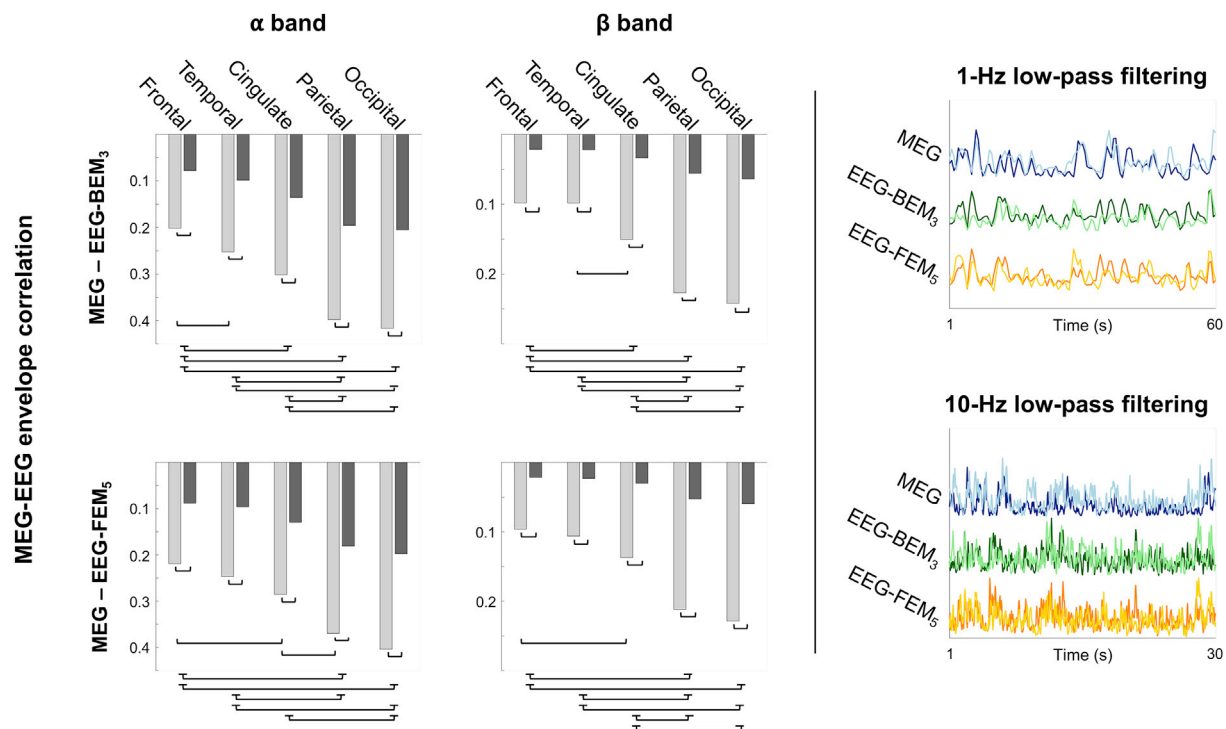 α band
β band
Frontal
Temporal
Cingulate
Parietal
Occipital
Frontal
Temporal
Cingulate
Parietal
Occipital
MEG-EEG envelope correlation
MEG – EEG-BEM₃
0.1
0.2
0.3
0.4
0.1
0.2
MEG – EEG-FEM₅
0.1
0.2
0.3
0.4
0.1
0.2
1-Hz low-pass filtering
MEG
EEG-BEM₃
EEG-FEM₅
1
Time (s)
60
10-Hz low-pass filtering
MEG
EEG-BEM₃
EEG-FEM₅
1
Time (s)
30